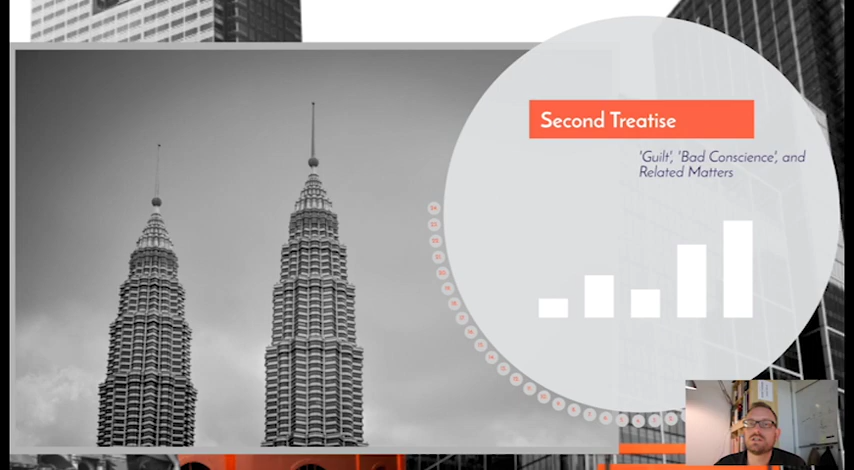 Second Treatise
'Guilt', 'Bad Conscience', and
Related Matters